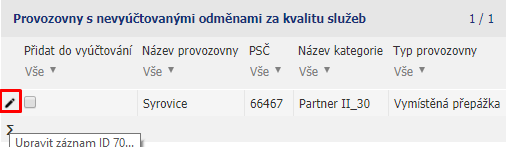 Provozovny s nevyúčtovanými odměnami za kvalitu služeb 1 / 1
Přidat do vyúčtování Název provozovny PSČ Název kategorie Typ provozovny
Vše Vše Vše Vše Vše
Syrovice 66467 Partner II_30 Vymístěná přepážka
Σ
Upravit záznam ID 70...